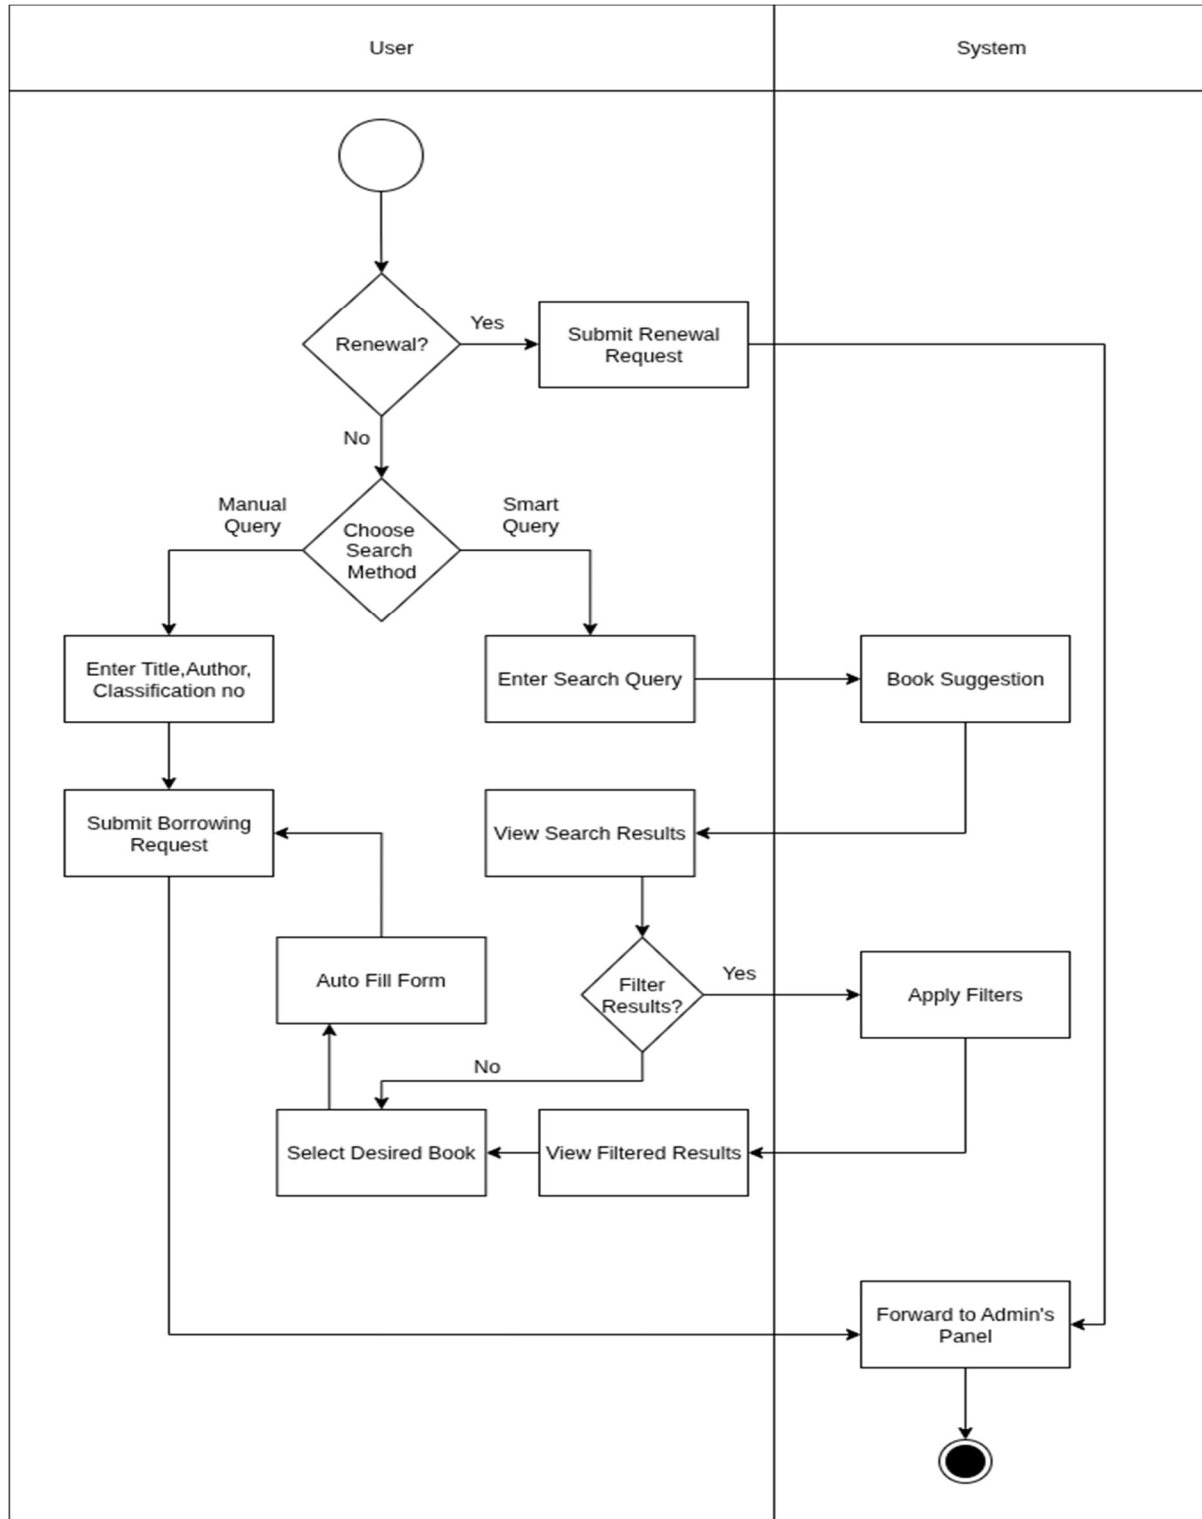 User
System
Renewal?
Yes
Submit Renewal
Request
No
Manual
Query
Choose
Search
Method
Smart
Query
Enter Title,Author,
Classification no
Enter Search Query
Book Suggestion
Submit Borrowing
Request
View Search Results
Auto Fill Form
Filter
Results?
Yes
Apply Filters
No
Select Desired Book
View Filtered Results
Forward to Admin's
Panel